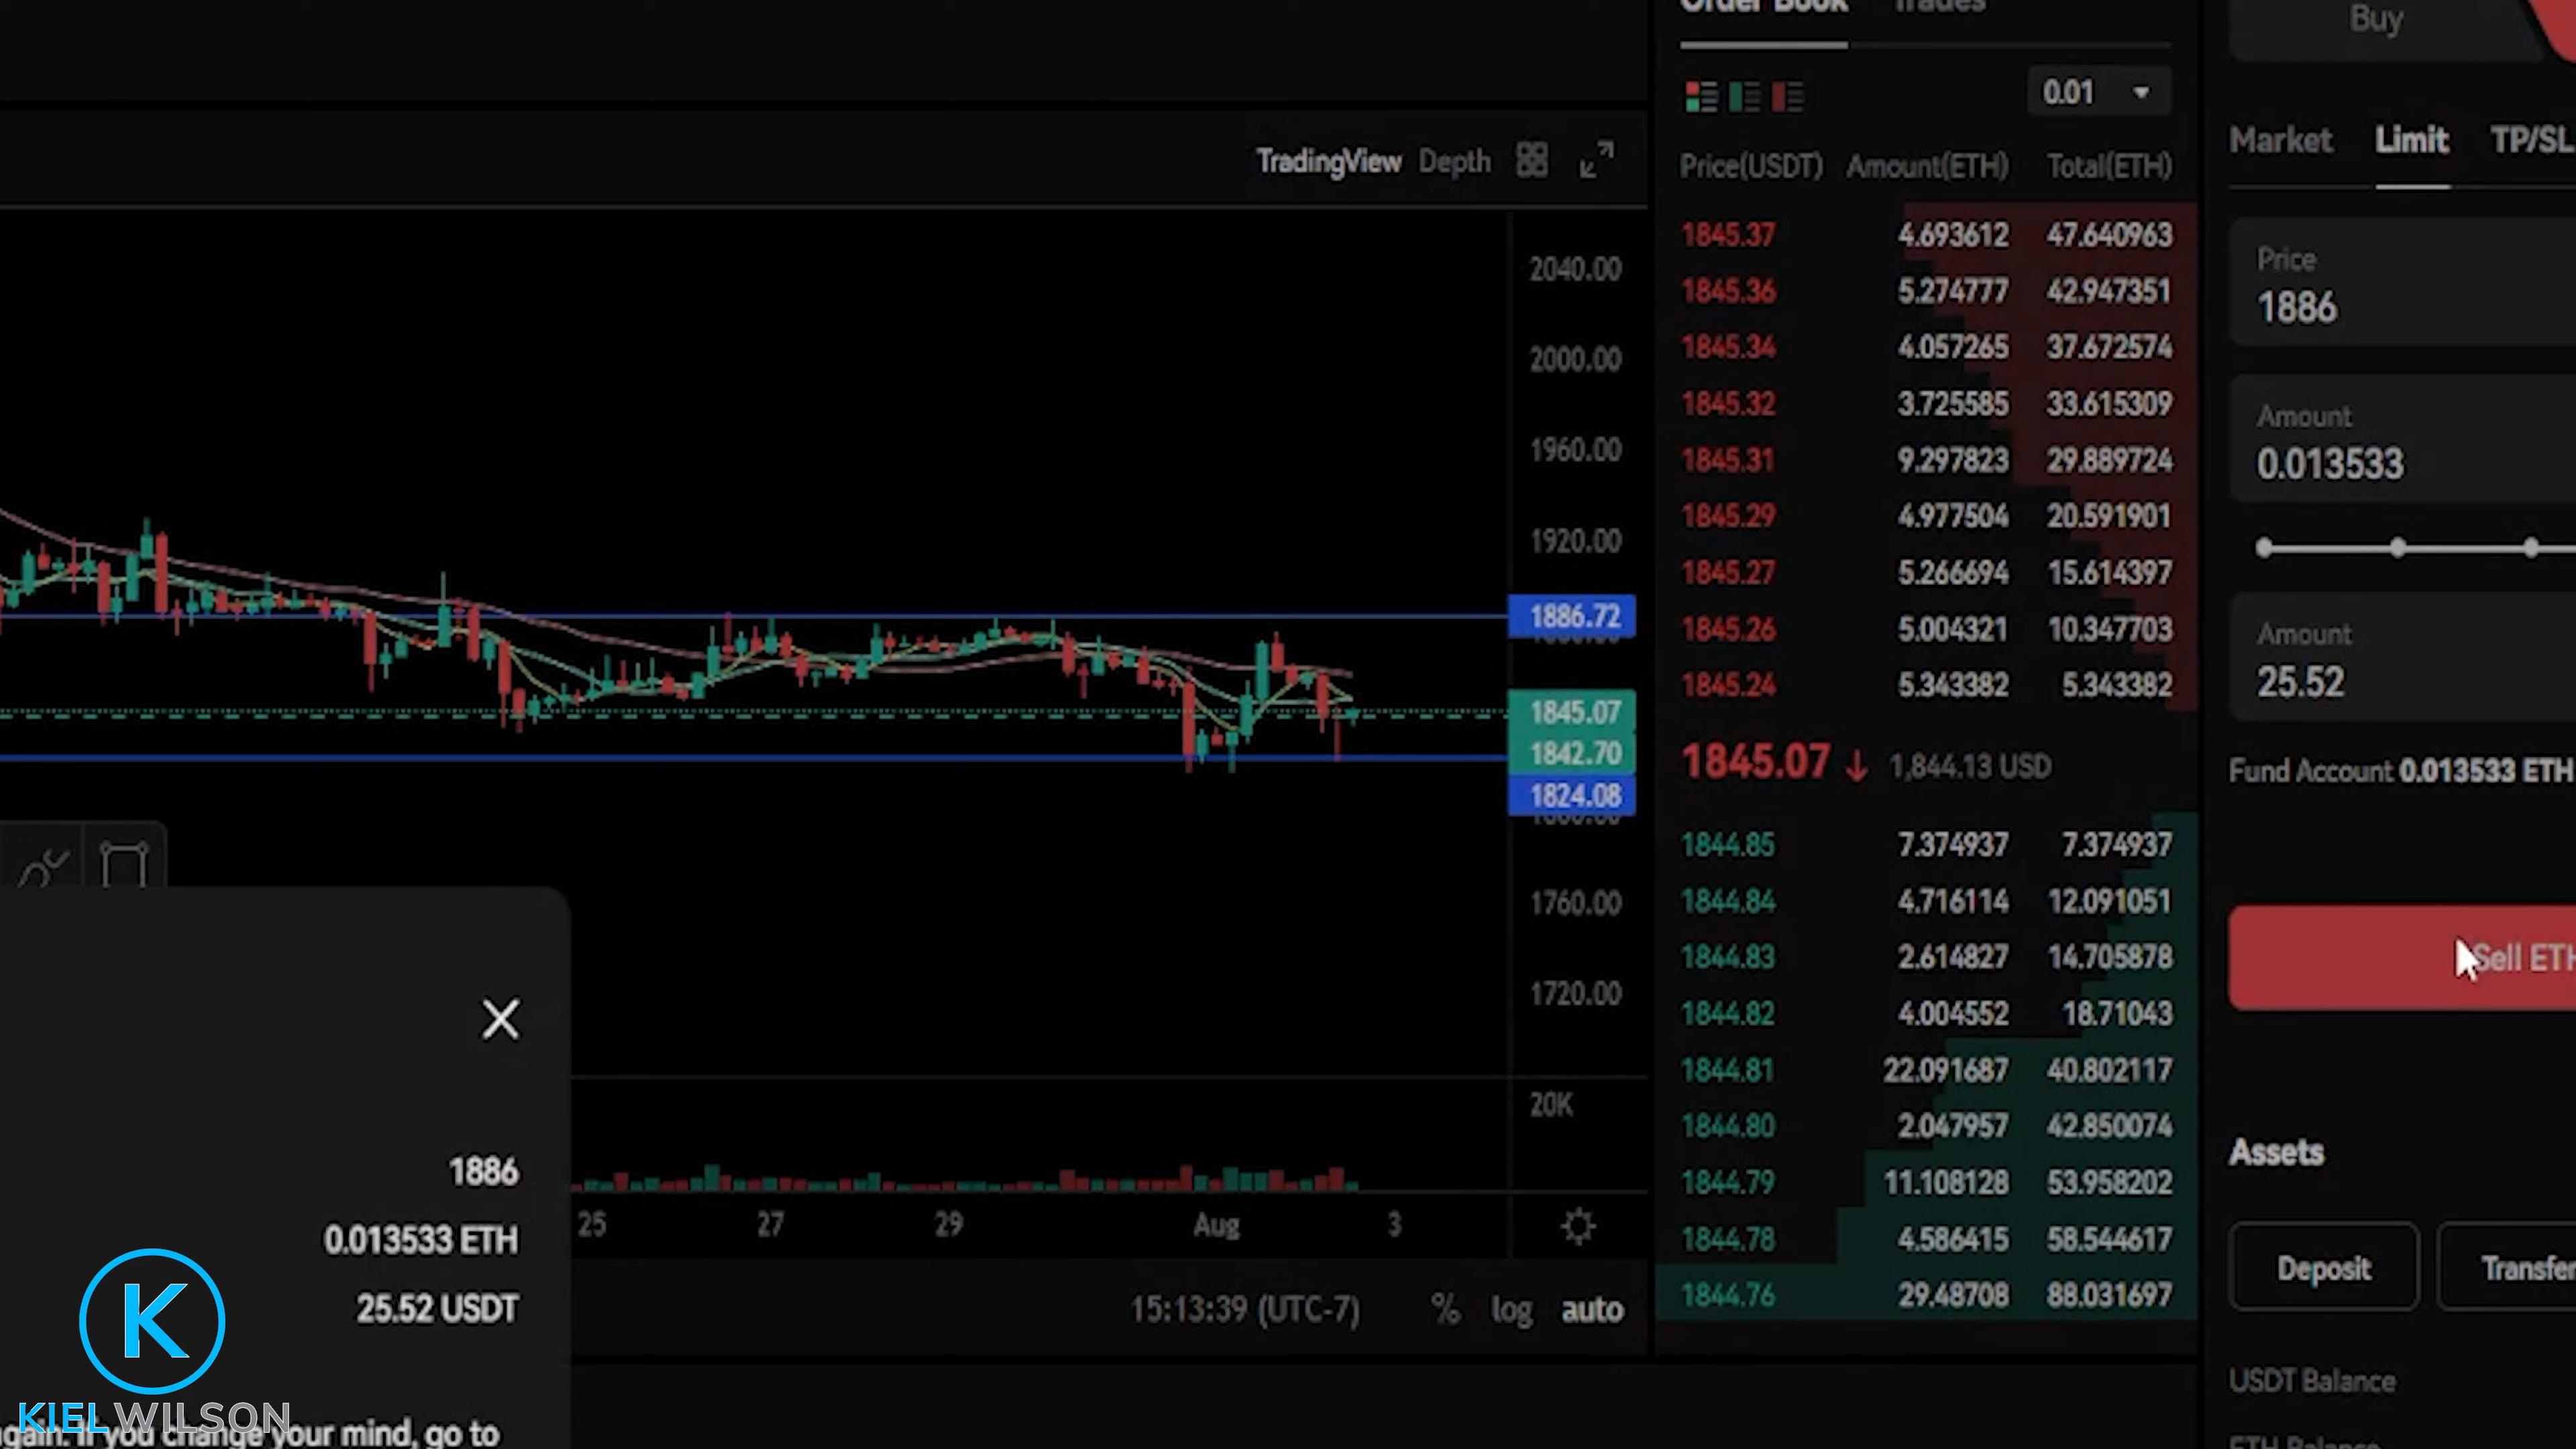 Order Book Trades
Buy
0.01
Market Limit TP/SL
TradingView Depth
Price(USDT) Amount(ETH) Total(ETH)
1845.37 4.693612 47.640963
1845.36 5.274777 42.947351
1845.34 4.057265 37.672574
1845.32 3.725585 33.615309
1845.31 9.297823 29.889724
1845.29 4.977504 20.591901
1845.27 5.266694 15.614397
1845.26 5.004321 10.347703
1845.24 5.343382 5.343382
1845.07 ↓ 1,844.13 USD
1844.85 7.374937 7.374937
1844.84 4.716114 12.091051
1844.83 2.614827 14.705878
1844.82 4.004552 18.71043
1844.81 22.091687 40.802117
1844.80 2.047957 42.850074
1844.79 11.108128 53.958202
1844.78 4.586415 58.544617
1844.76 29.48708 88.031697
2040.00
2000.00
1960.00
1920.00
1886.72
1845.07
1842.70
1824.08
1760.00
1720.00
20K
25 27 29 Aug 3
15:13:39 (UTC-7) % log auto
Price
1886
Amount
0.013533
Amount
25.52
Fund Account 0.013533 ETH
Sell ETH
Assets
Deposit Transfer
USDT Balance
ETH Balance
1886
0.013533 ETH
25.52 USDT
K
KIELWILSON
If you change your mind, go to